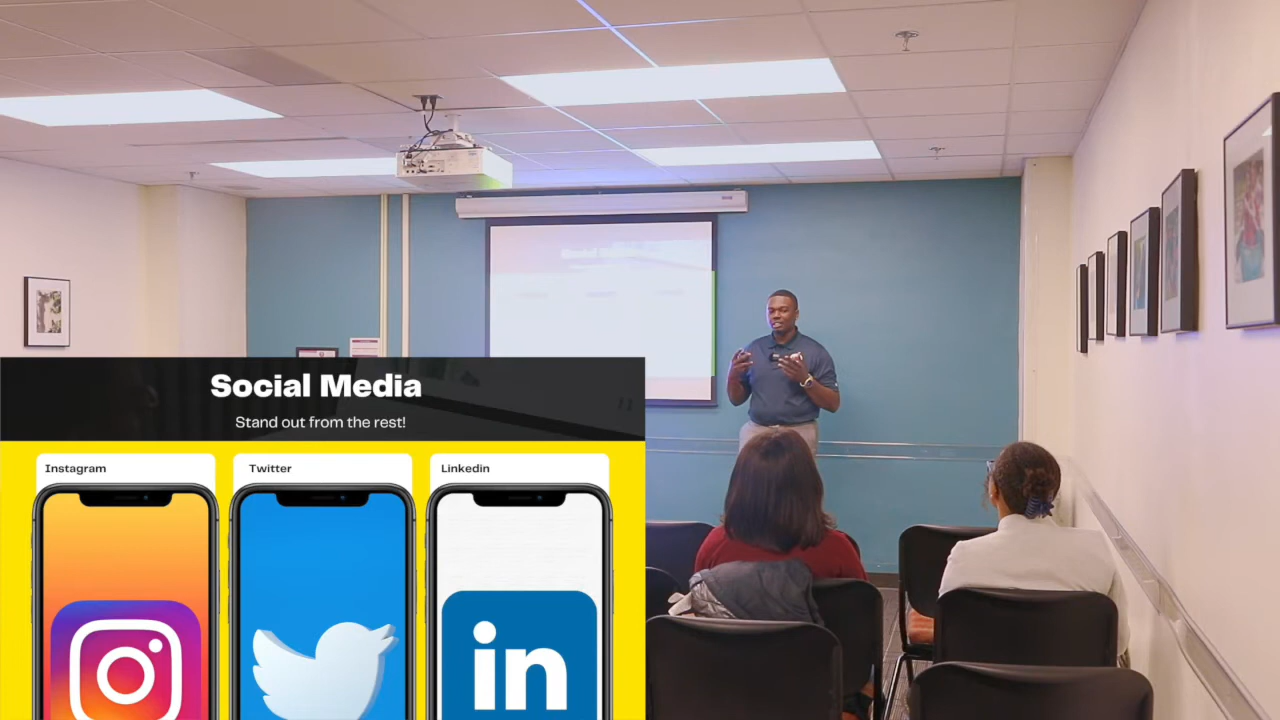 Social Media
Stand out from the rest!
Instagram
Twitter
Linkedin
in